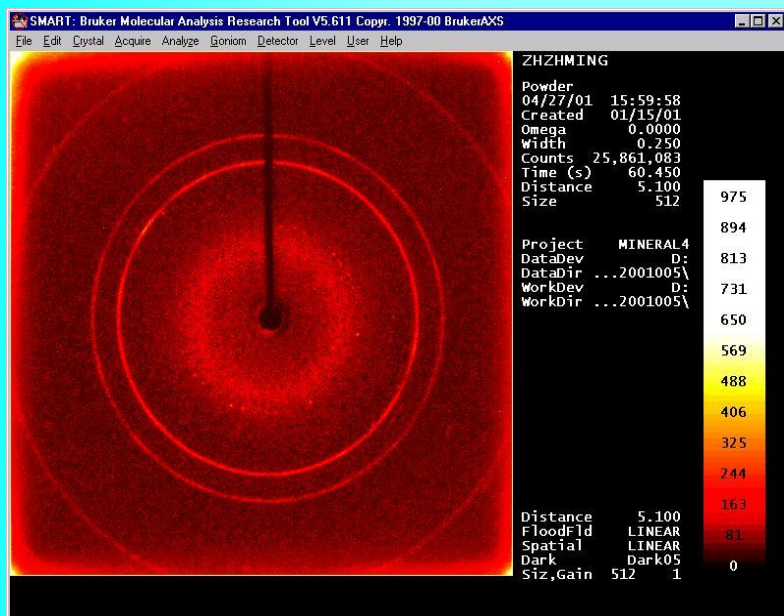 SMART: Bruker Molecular Analysis Research Tool V5.611 Copyr. 1997-00 BrukerAXS
File Edit Crystal Acquire Analyze Goniom Detector Level User Help
ZHZHMING
Powder
04/27/01 15:59:58
Created 01/15/01
Omega 0.0000
Width 0.250
Counts 25,861,083
Time (s) 60.450
Distance 5.100
Size 512
Project MINERAL4
DataDev D:
DataDir ...2001005\
WorkDev D:
WorkDir ...2001005\
975
894
813
731
650
569
488
406
325
244
163
81
0
Distance 5.100
FloodFld LINEAR
Spatial LINEAR
Dark Dark05
Siz,Gain 512 1